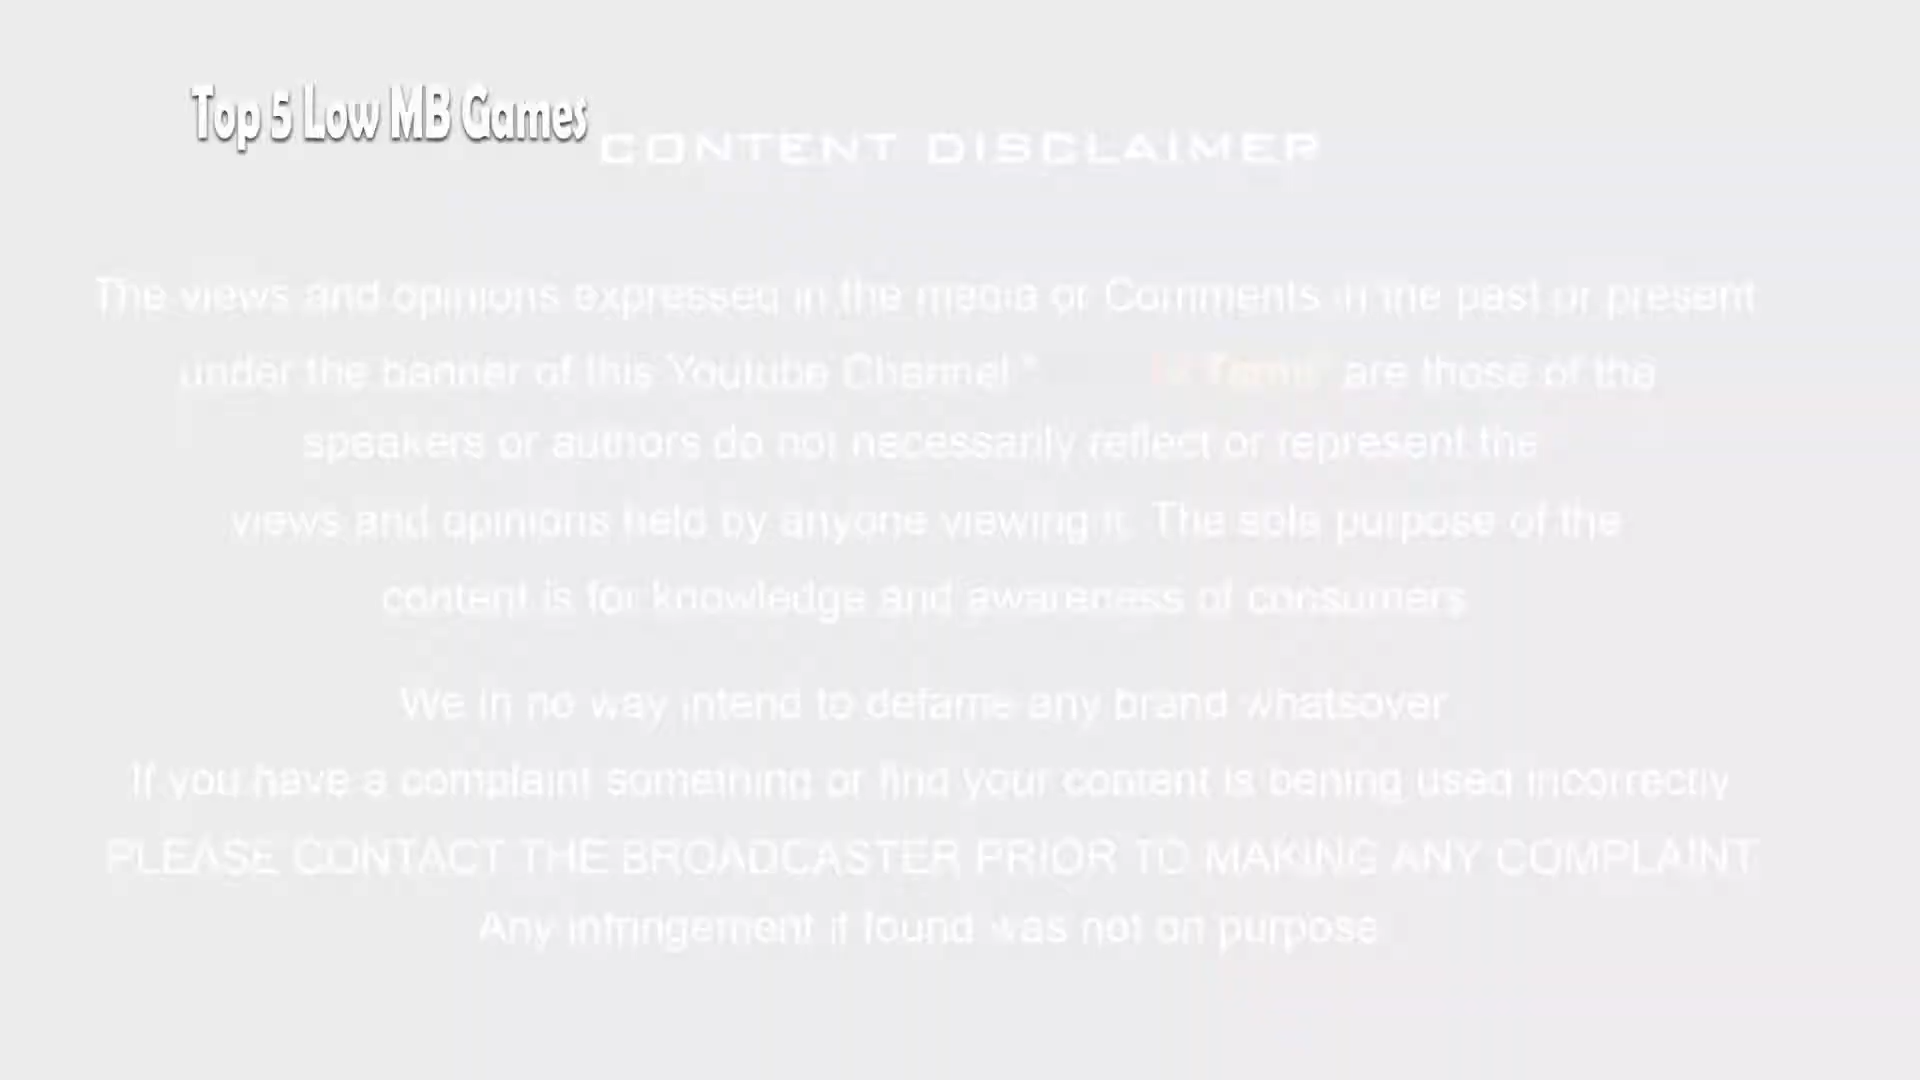 Top 5 Low MB Games
CONTENT DISCLAIMER
The views and opinions expressed in the media or Comments in the past or present
under the banner of this Youtube Channel " are those of the
speakers or authors do not necessarily reflect or represent the
views and opinions held by anyone viewing it. The sole purpose of the
content is for knowledge and awareness of consumers
We in no way intend to defame any brand whatsover
If you have a complaint something or find your content is bening used incorrectly
PLEASE CONTACT THE BROADCASTER PRIOR TO MAKING ANY COMPLAINT
Any infringement if found was not on purpose